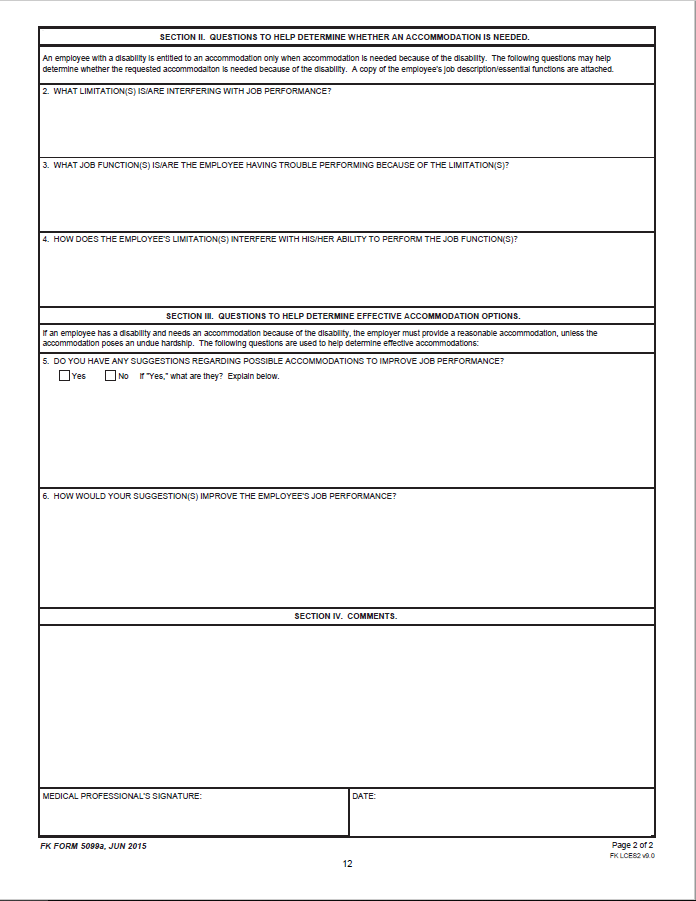 SECTION II. QUESTIONS TO HELP DETERMINE WHETHER AN ACCOMMODATION IS NEEDED.
An employee with a disability is entitled to an accommodation only when accommodation is needed because of the disability. The following questions may help
determine whether the requested accommodaiton is needed because of the disability. A copy of the employee's job description/essential functions are attached.
2. WHAT LIMITATION(S) IS/ARE INTERFERING WITH JOB PERFORMANCE?
3. WHAT JOB FUNCTION(S) IS/ARE THE EMPLOYEE HAVING TROUBLE PERFORMING BECAUSE OF THE LIMITATION(S)?
4. HOW DOES THE EMPLOYEE'S LIMITATION(S) INTERFERE WITH HIS/HER ABILITY TO PERFORM THE JOB FUNCTION(S)?
SECTION III. QUESTIONS TO HELP DETERMINE EFFECTIVE ACCOMMODATION OPTIONS.
If an employee has a disability and needs an accommodation because of the disability, the employer must provide a reasonable accommodation, unless the
accommodation poses an undue hardship. The following questions are used to help determine effective accommodations:
5. DO YOU HAVE ANY SUGGESTIONS REGARDING POSSIBLE ACCOMMODATIONS TO IMPROVE JOB PERFORMANCE?
Yes No If "Yes," what are they? Explain below.
6. HOW WOULD YOUR SUGGESTION(S) IMPROVE THE EMPLOYEE'S JOB PERFORMANCE?
SECTION IV. COMMENTS.
MEDICAL PROFESSIONAL'S SIGNATURE: DATE:
FK FORM 5099a, JUN 2015 Page 2 of 2
FK LCES2 v9.0
12